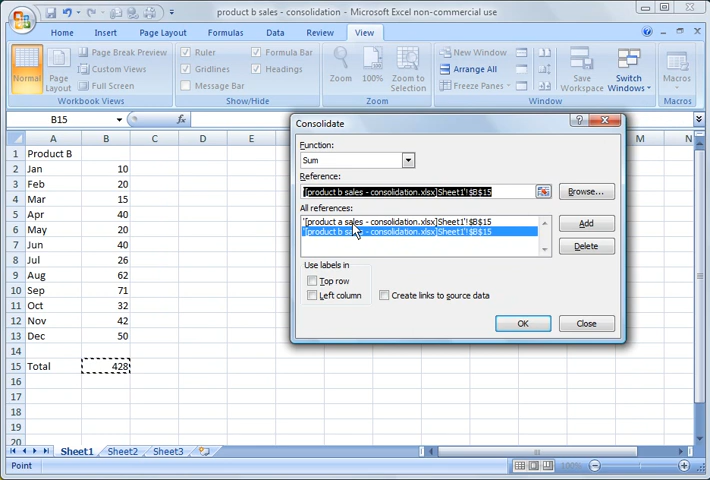 product b sales - consolidation - Microsoft Excel non-commercial use
Home Insert Page Layout Formulas Data Review View
Normal
Page Layout
Page Break Preview
Custom Views
Full Screen
Workbook Views
Ruler
Gridlines
Message Bar
Formula Bar
Headings
Show/Hide
Zoom
100%
Zoom to Selection
Zoom
New Window
Arrange All
Freeze Panes
Save Workspace
Switch Windows
Window
Macros
Macros
B15
fx
A B C D E M N
1 Product B
2 Jan 10
3 Feb 20
4 Mar 15
5 Apr 40
6 May 20
7 Jun 40
8 Jul 26
9 Aug 62
10 Sep 71
11 Oct 32
12 Nov 42
13 Dec 50
14
15 Total 428
16
17
18
19
20
Consolidate
Function:
Sum
Reference:
'[product b sales - consolidation.xlsx]Sheet1'!$B$15
Browse...
All references:
'[product a sales - consolidation.xlsx]Sheet1'!$B$15
'[product b sales - consolidation.xlsx]Sheet1'!$B$15
Add
Delete
Use labels in
Top row
Left column
Create links to source data
OK
Close
Sheet1 Sheet2 Sheet3
Point
100%